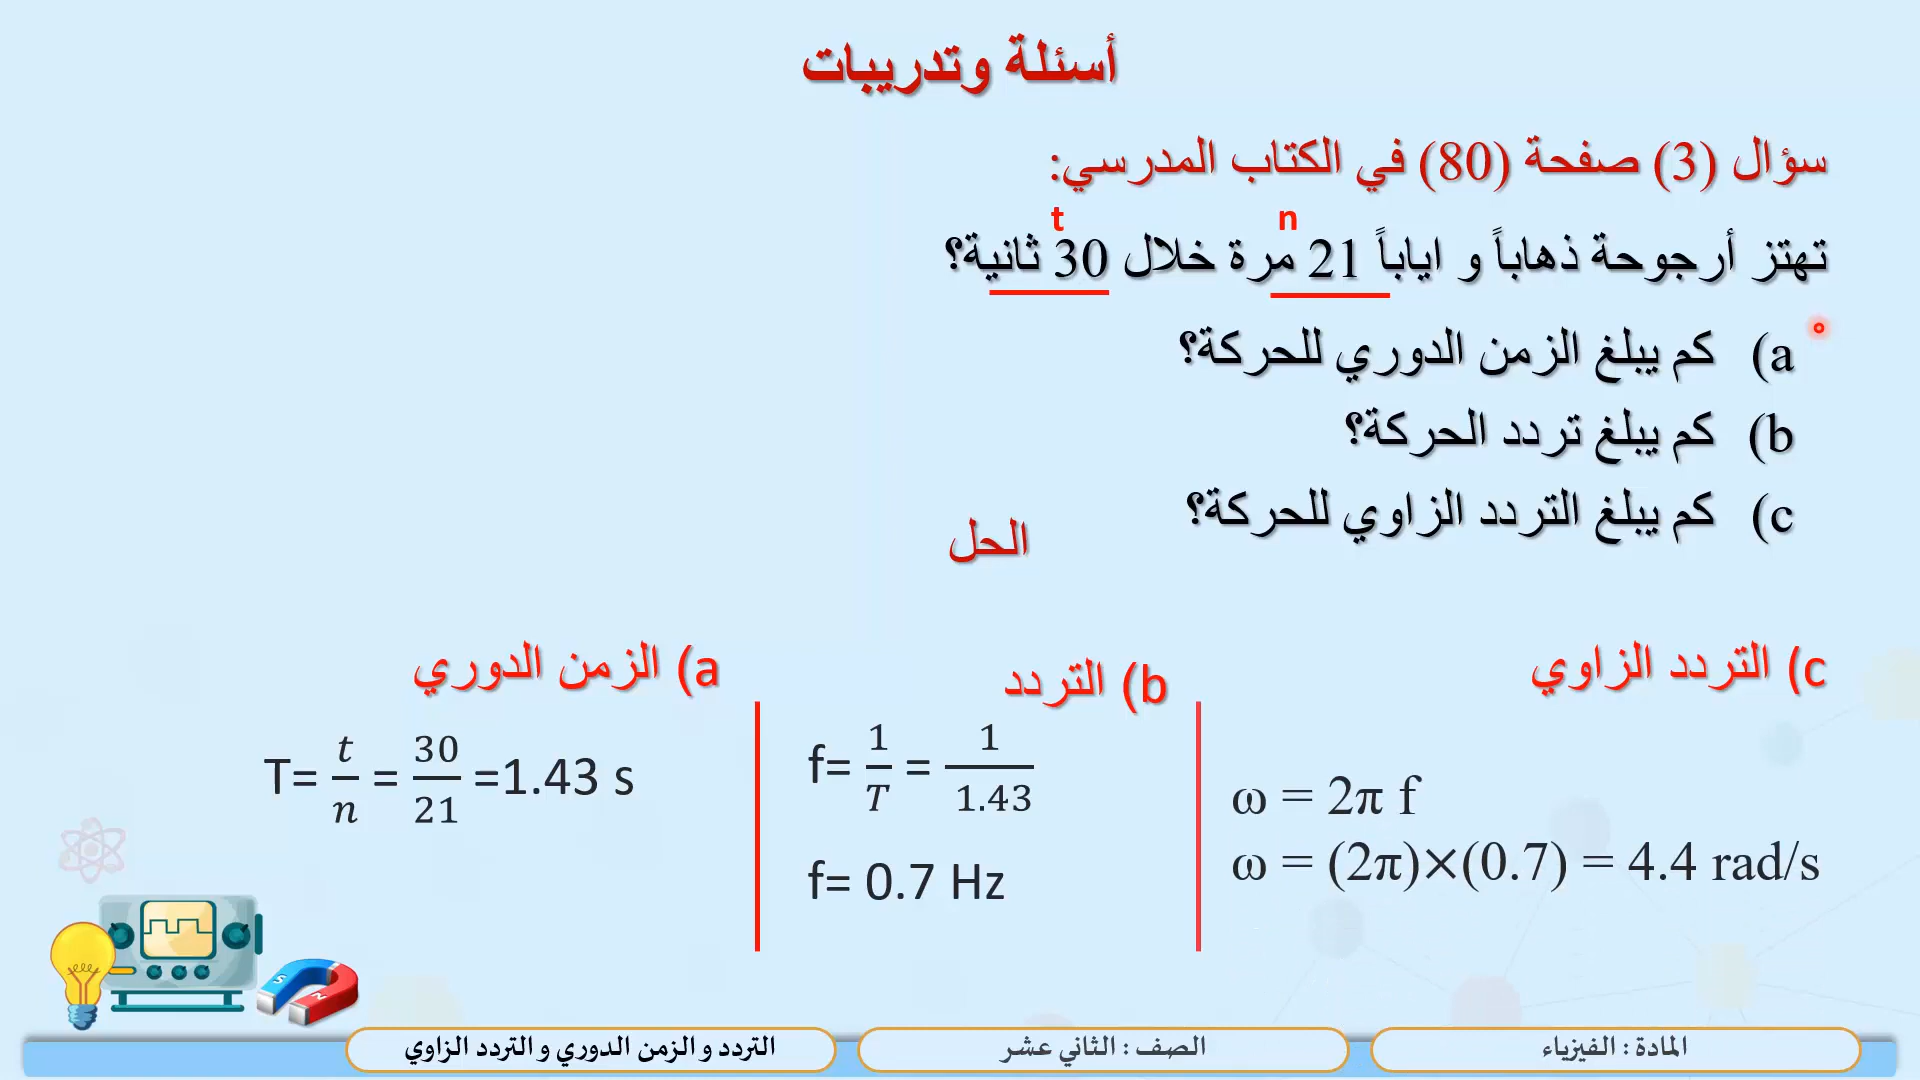 أسئلة وتدريبات
سؤال (3) صفحة (80) في الكتاب المدرسي:
n
t
تهتز أرجوحة ذهاباً و اياباً 21 مرة خلال 30 ثانية؟
a) كم يبلغ الزمن الدوري للحركة؟
b) كم يبلغ تردد الحركة؟
c) كم يبلغ التردد الزاوي للحركة؟
الحل
a) الزمن الدوري
T= t/n = 30/21 =1.43 s
b) التردد
f= 1/T = 1/1.43
f= 0.7 Hz
c) التردد الزاوي
ω = 2π f
ω = (2π)×(0.7) = 4.4 rad/s
S
N
المادة : الفيزياء
الصف : الثاني عشر
التردد و الزمن الدوري و التردد الزاوي